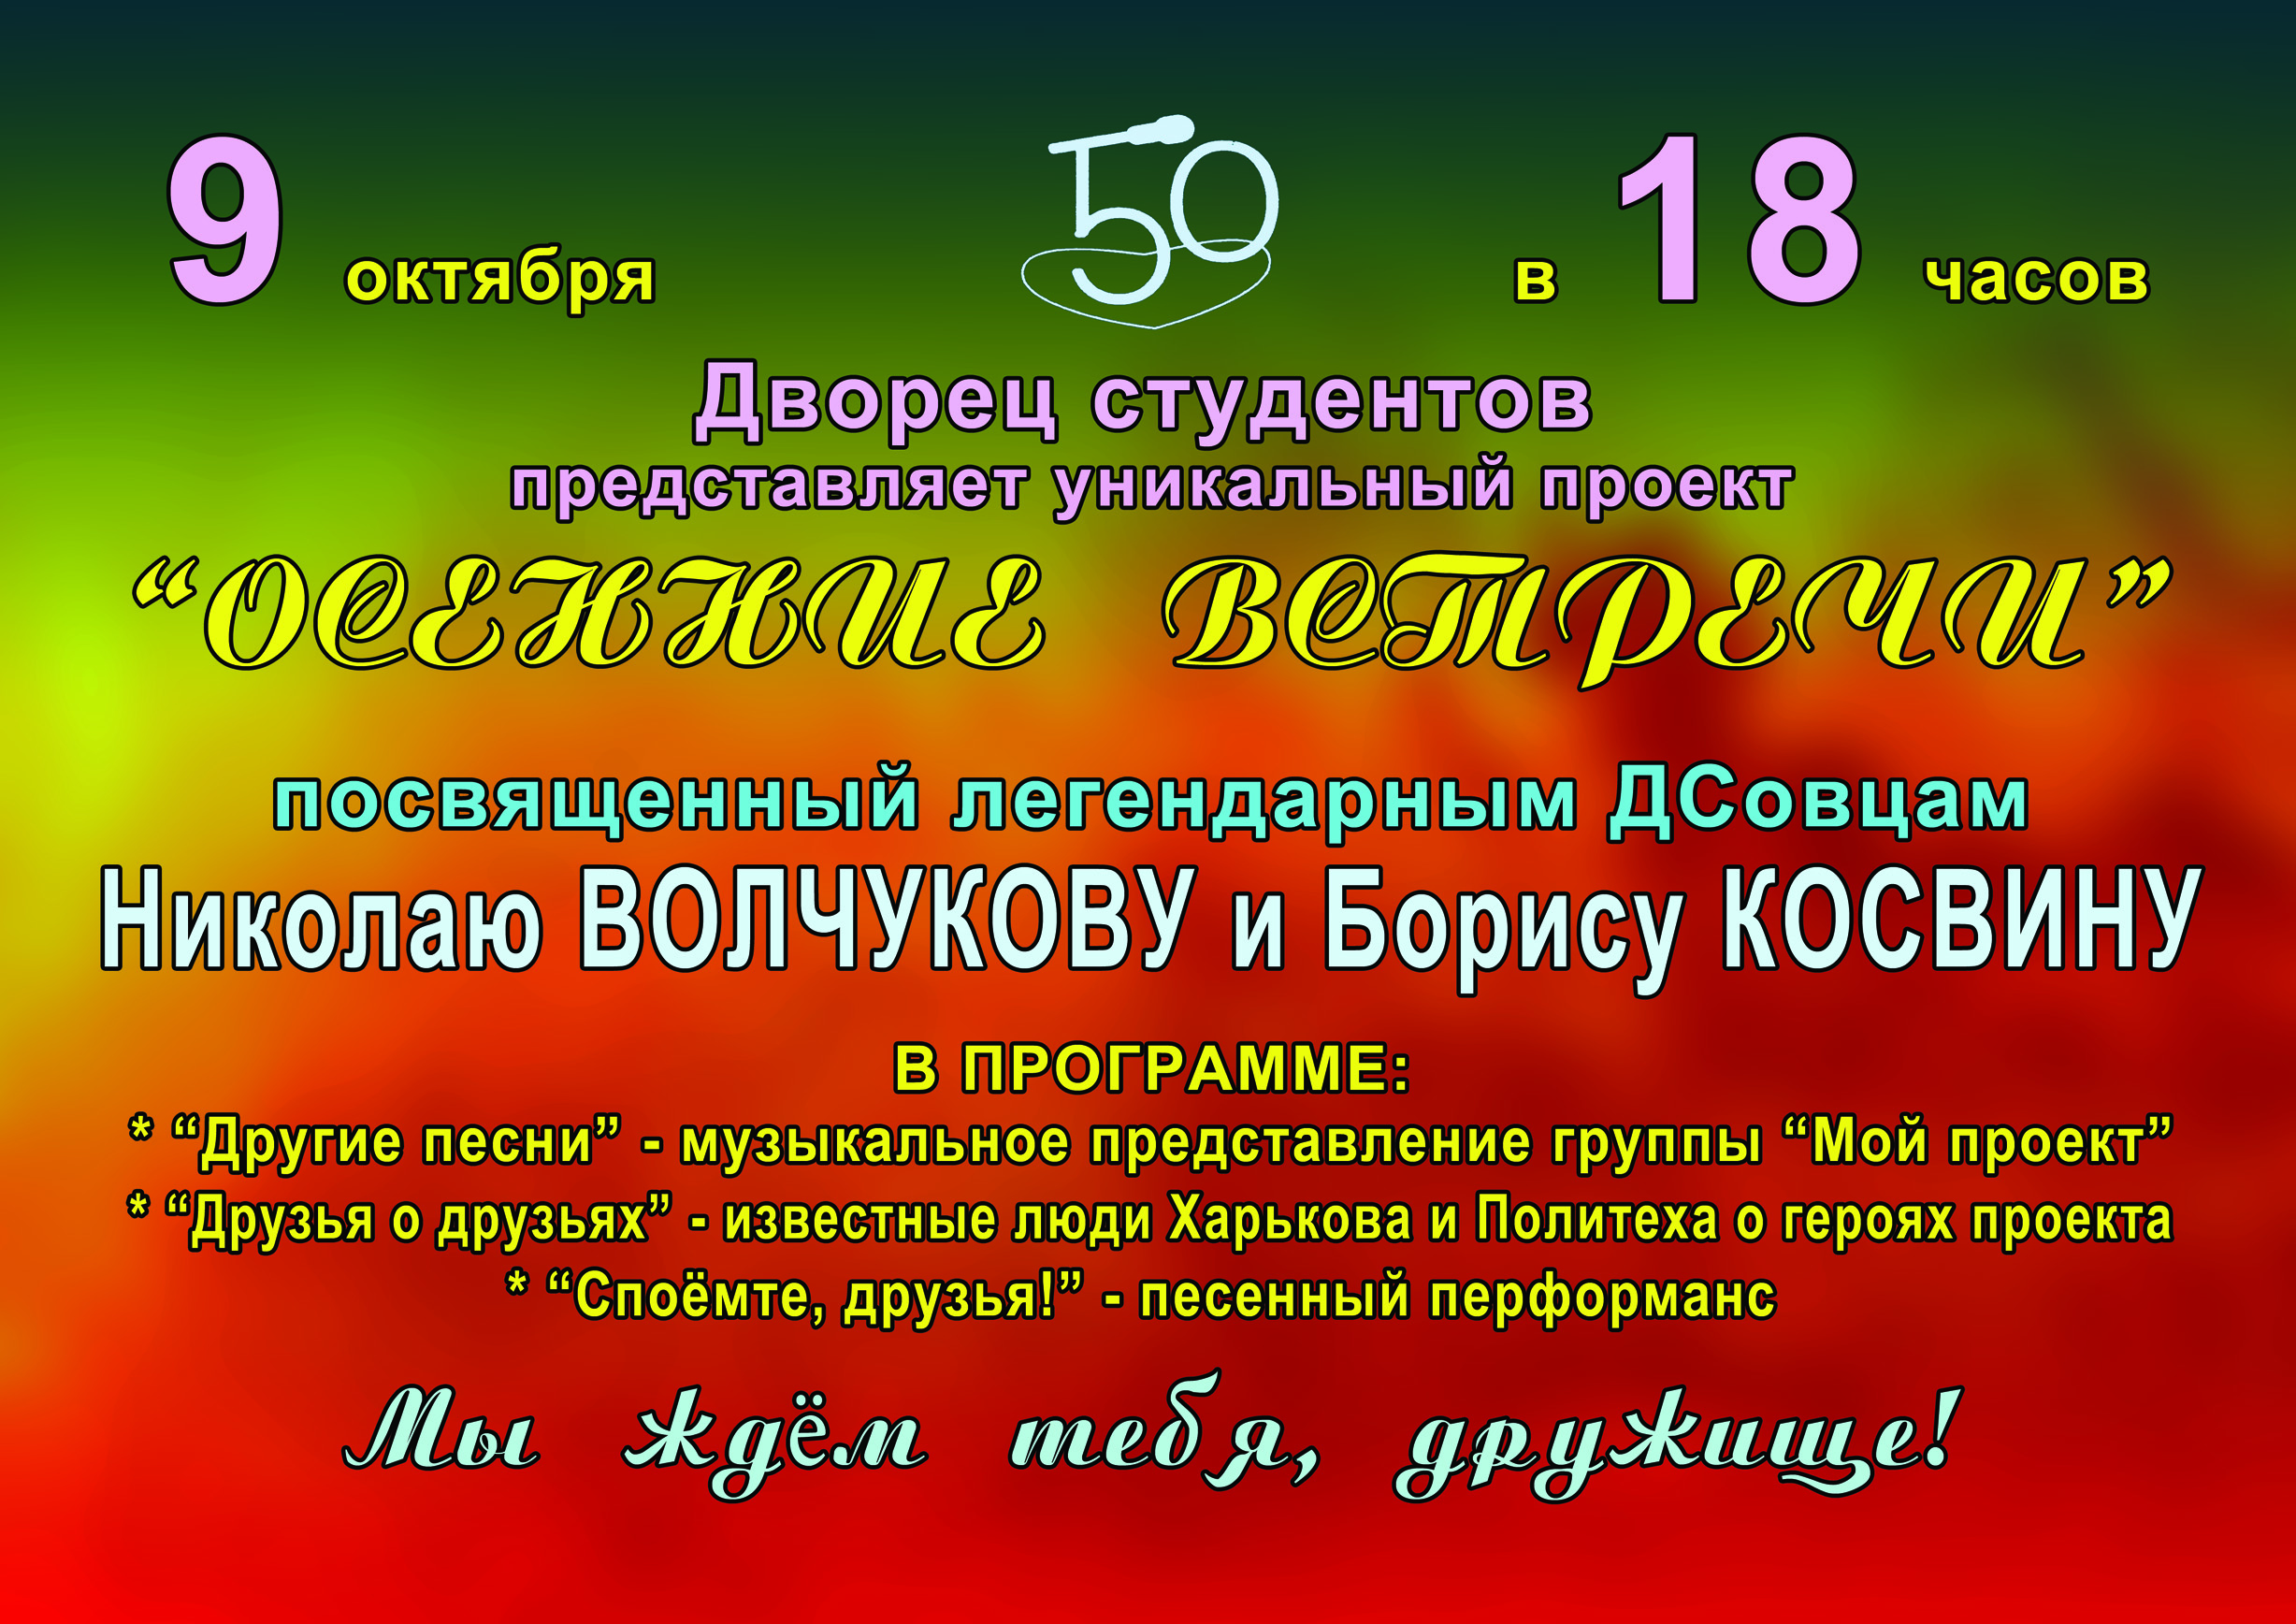 9 октября 50 в 18 часов
Дворец студентов
представляет уникальный проект
“ОСЕННИЕ ВСТРЕЧИ”
посвященный легендарным ДСовцам
Николаю ВОЛЧУКОВУ и Борису КОСВИНУ
В ПРОГРАММЕ:
* “Другие песни” - музыкальное представление группы “Мой проект”
* “Друзья о друзьях” - известные люди Харькова и Политеха о героях проекта
* “Споёмте, друзья!” - песенный перформанс
Мы ждём тебя, дружище!